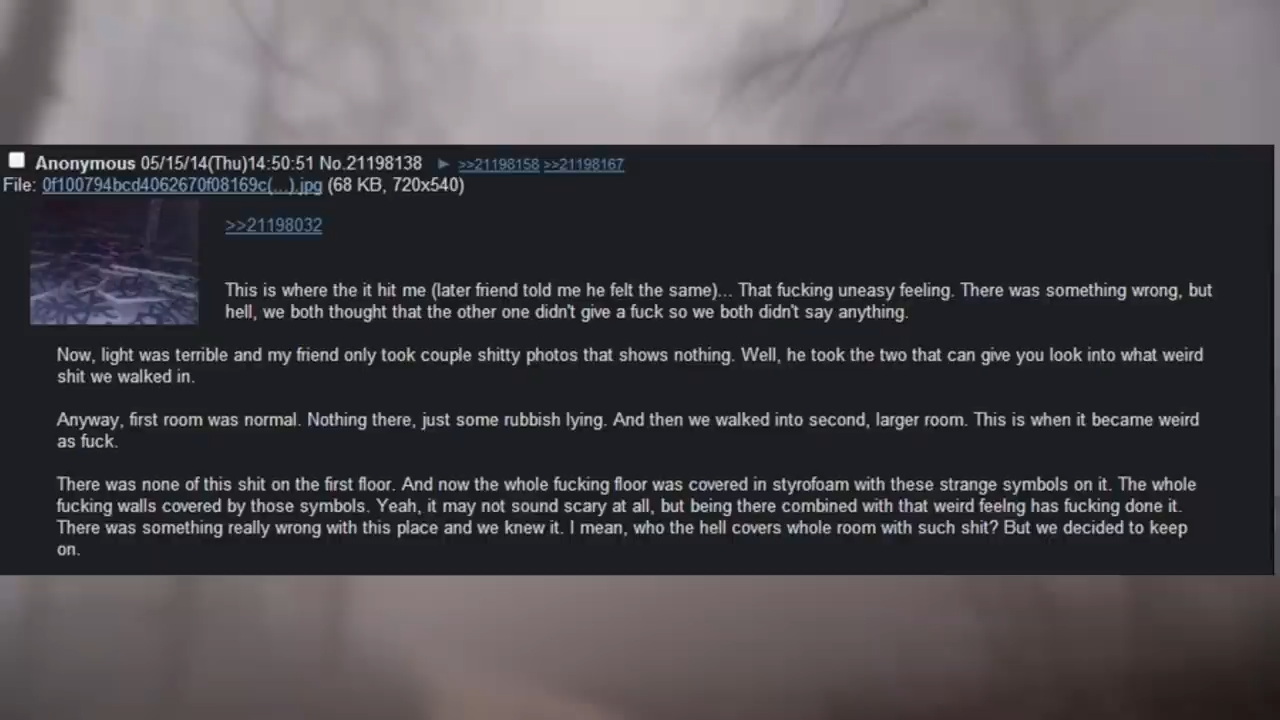 Anonymous 05/15/14(Thu)14:50:51 No.21198138 ▶ >>21198158 >>21198167
File: 0f100794bcd4062670f08169c(...).jpg (68 KB, 720x540)
>>21198032
This is where the it hit me (later friend told me he felt the same)... That fucking uneasy feeling. There was something wrong, but
hell, we both thought that the other one didn't give a fuck so we both didn't say anything.
Now, light was terrible and my friend only took couple shitty photos that shows nothing. Well, he took the two that can give you look into what weird
shit we walked in.
Anyway, first room was normal. Nothing there, just some rubbish lying. And then we walked into second, larger room. This is when it became weird
as fuck.
There was none of this shit on the first floor. And now the whole fucking floor was covered in styrofoam with these strange symbols on it. The whole
fucking walls covered by those symbols. Yeah, it may not sound scary at all, but being there combined with that weird feelng has fucking done it.
There was something really wrong with this place and we knew it. I mean, who the hell covers whole room with such shit? But we decided to keep
on.